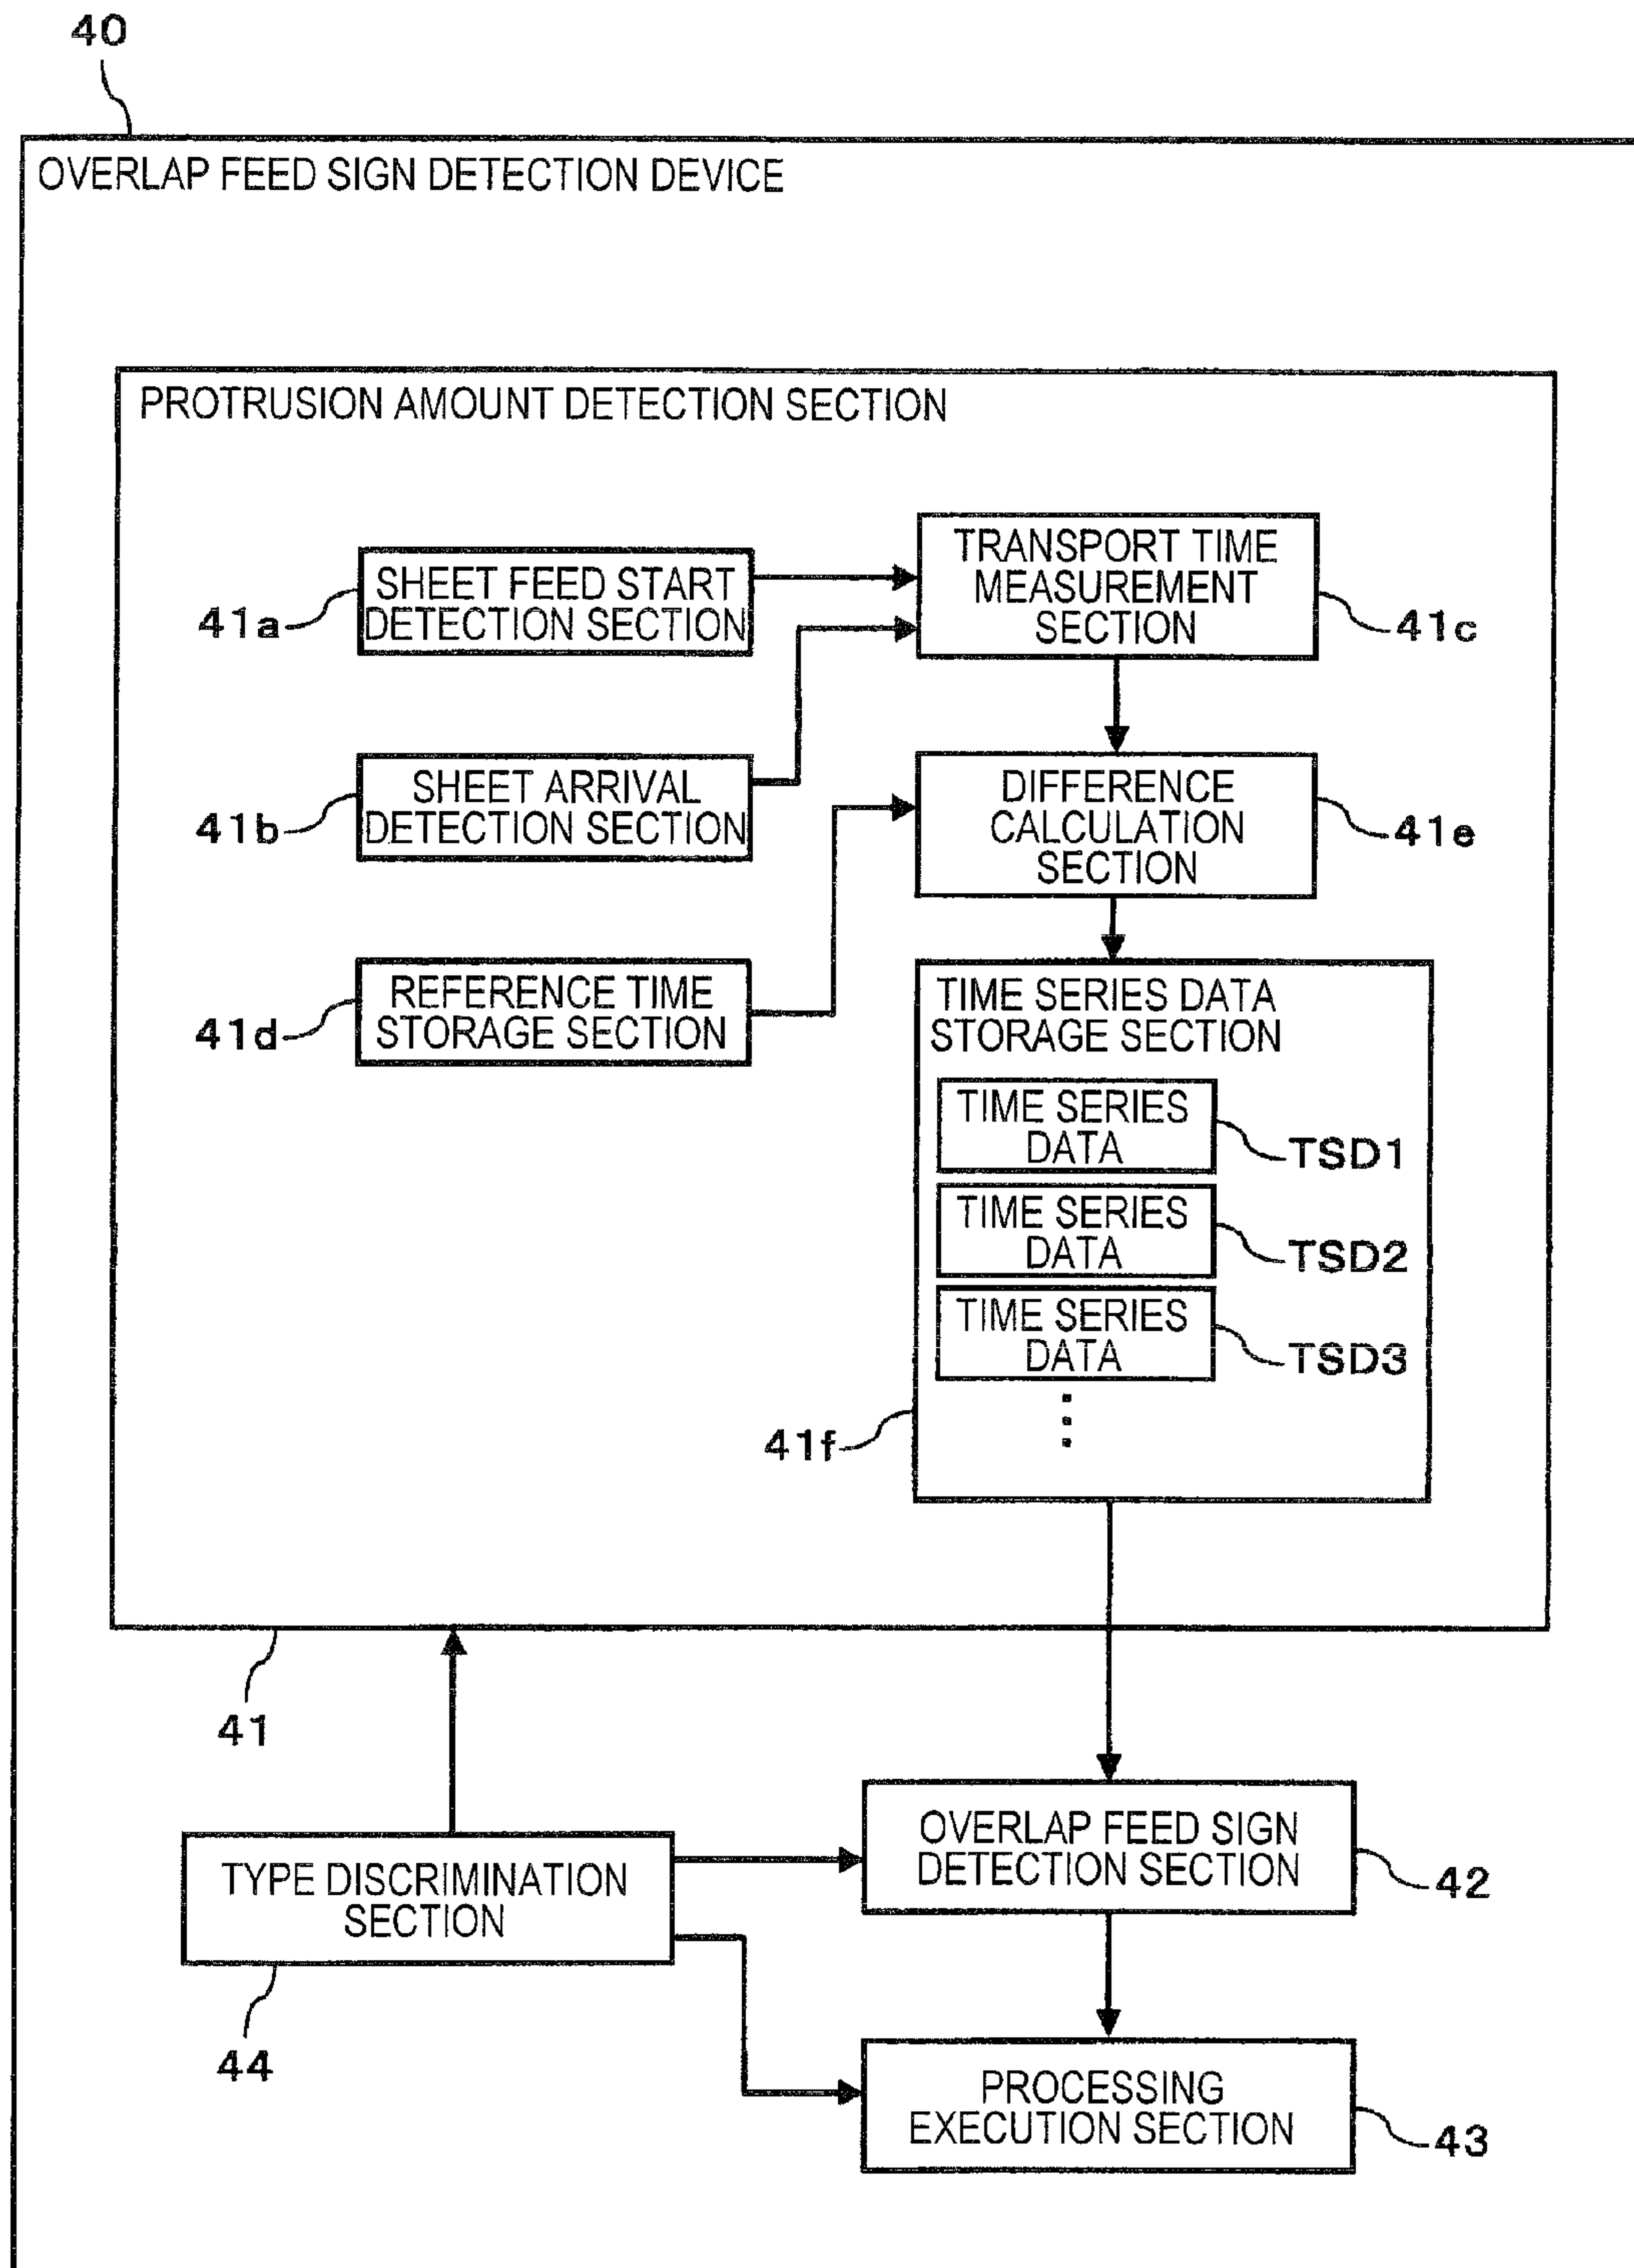 40
OVERLAP FEED SIGN DETECTION DEVICE
PROTRUSION AMOUNT DETECTION SECTION
SHEET FEED START
DETECTION SECTION
41a
TRANSPORT TIME
MEASUREMENT
SECTION
41c
SHEET ARRIVAL
DETECTION SECTION
41b
DIFFERENCE
CALCULATION
SECTION
41e
REFERENCE TIME
STORAGE SECTION
41d
TIME SERIES DATA
STORAGE SECTION
TIME SERIES
DATA
TSD1
TIME SERIES
DATA
TSD2
TIME SERIES
DATA
TSD3
41f
41
OVERLAP FEED SIGN
DETECTION SECTION
42
TYPE DISCRIMINATION
SECTION
44
PROCESSING
EXECUTION SECTION
43